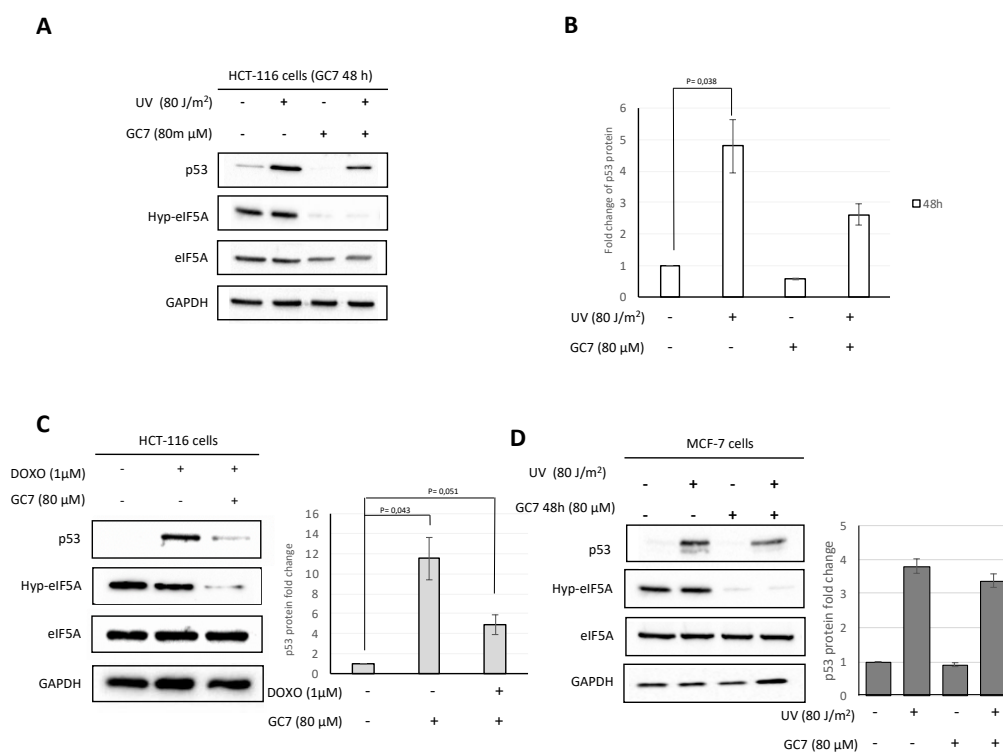 A
HCT-116 cells (GC7 48 h)
UV (80 J/m²) - + - +
GC7 (80m µM) - - + +
p53
Hyp-eIF5A
eIF5A
GAPDH
B
P= 0,038
Fold change of p53 protein
6
5
4
3
2
1
0
48h
UV (80 J/m²) - + - +
GC7 (80 µM) - - + +
C
HCT-116 cells
DOXO (1µM) - + +
GC7 (80 µM) - - +
p53
Hyp-eIF5A
eIF5A
GAPDH
P= 0,051
P= 0,043
p53 protein fold change
16
14
12
10
8
6
4
2
0
DOXO (1µM) - - +
GC7 (80 µM) - + +
D
MCF-7 cells
UV (80 J/m²) - + - +
GC7 48h (80 µM) - - + +
p53
Hyp-eIF5A
eIF5A
GAPDH
p53 protein fold change
5
4
3
2
1
0
UV (80 J/m²) - + - +
GC7 (80 µM) - - + +